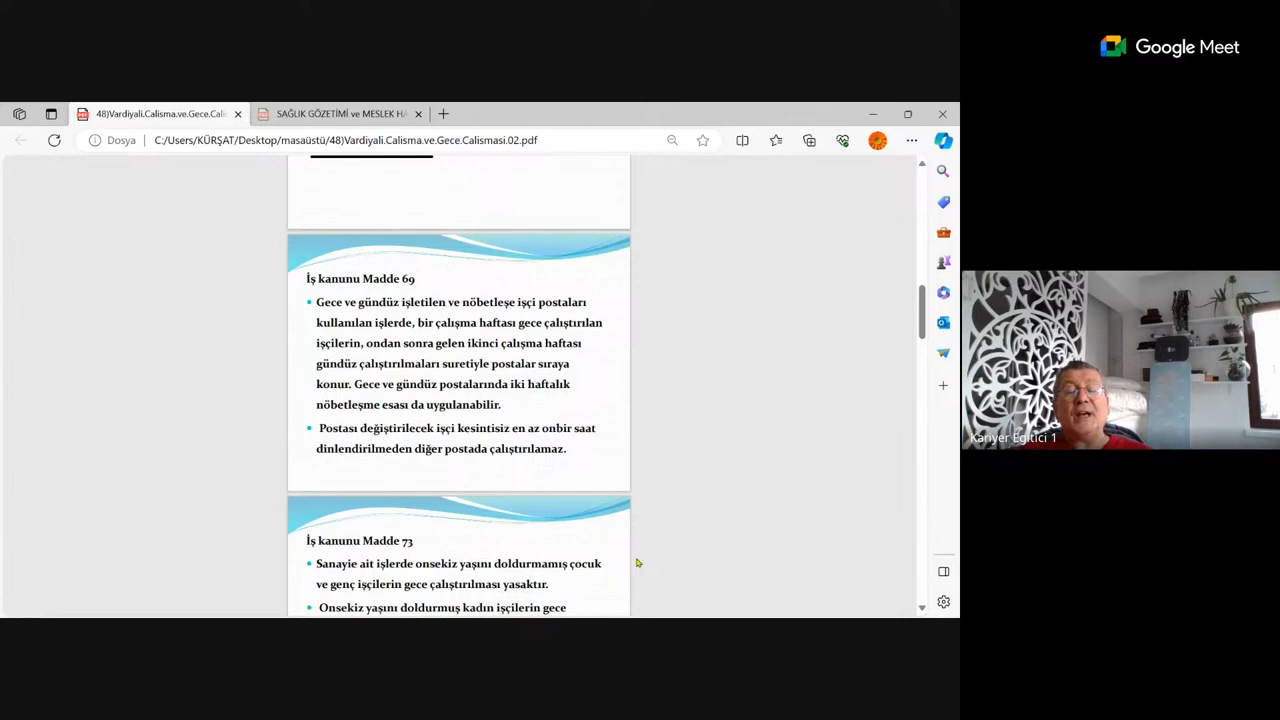 Google Meet
48)Vardiyali.Calisma.ve.Gece.Cali
SAĞLIK GÖZETİMİ ve MESLEK HA
Dosya
C:/Users/KÜRŞAT/Desktop/masaüstü/48)Vardiyali.Calisma.ve.Gece.Calismasi.02.pdf
İş kanunu Madde 69
• Gece ve gündüz işletilen ve nöbetleşe işçi postaları
kullanılan işlerde, bir çalışma haftası gece çalıştırılan
işçilerin, ondan sonra gelen ikinci çalışma haftası
gündüz çalıştırılmaları suretiyle postalar sıraya
konur. Gece ve gündüz postalarında iki haftalık
nöbetleşme esası da uygulanabilir.
• Postası değiştirilecek işçi kesintisiz en az onbir saat
dinlendirilmeden diğer postada çalıştırılamaz.
İş kanunu Madde 73
• Sanayie ait işlerde onsekiz yaşını doldurmamış çocuk
ve genç işçilerin gece çalıştırılması yasaktır.
• Onsekiz yaşını doldurmuş kadın işçilerin gece
Kariyer Egitici 1